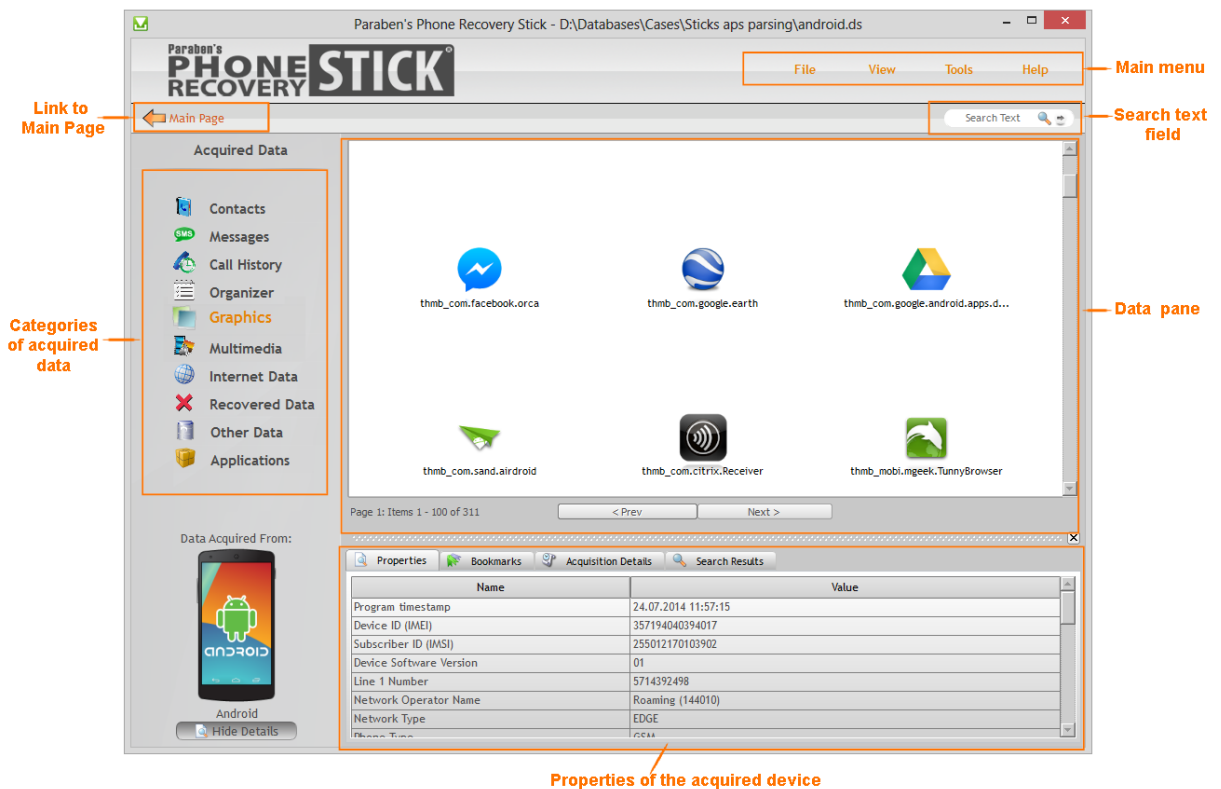 Paraben's Phone Recovery Stick - D:\Databases\Cases\Sticks aps parsing\android.ds
Paraben's
PHONE
RECOVERY
STICK®
File View Tools Help
Main menu
Link to
Main Page
Main Page
Search Text
Search text
field
Acquired Data
Contacts
SMS
Messages
Call History
Organizer
Graphics
Multimedia
Internet Data
Recovered Data
Other Data
Applications
Categories
of acquired
data
thmb_com.facebook.orca
thmb_com.google.earth
thmb_com.google.android.apps.d...
thmb_com.sand.airdroid
thmb_com.citrix.Receiver
thmb_mobi.mgeek.TunnyBrowser
Data pane
Page 1: Items 1 - 100 of 311
< Prev
Next >
Data Acquired From:
ANDROID
Android
Hide Details
Properties Bookmarks Acquisition Details Search Results
Name Value
Program timestamp 24.07.2014 11:57:15
Device ID (IMEI) 357194040394017
Subscriber ID (IMSI) 255012170103902
Device Software Version 01
Line 1 Number 5714392498
Network Operator Name Roaming (144010)
Network Type EDGE
Phone Type GSM
Properties of the acquired device